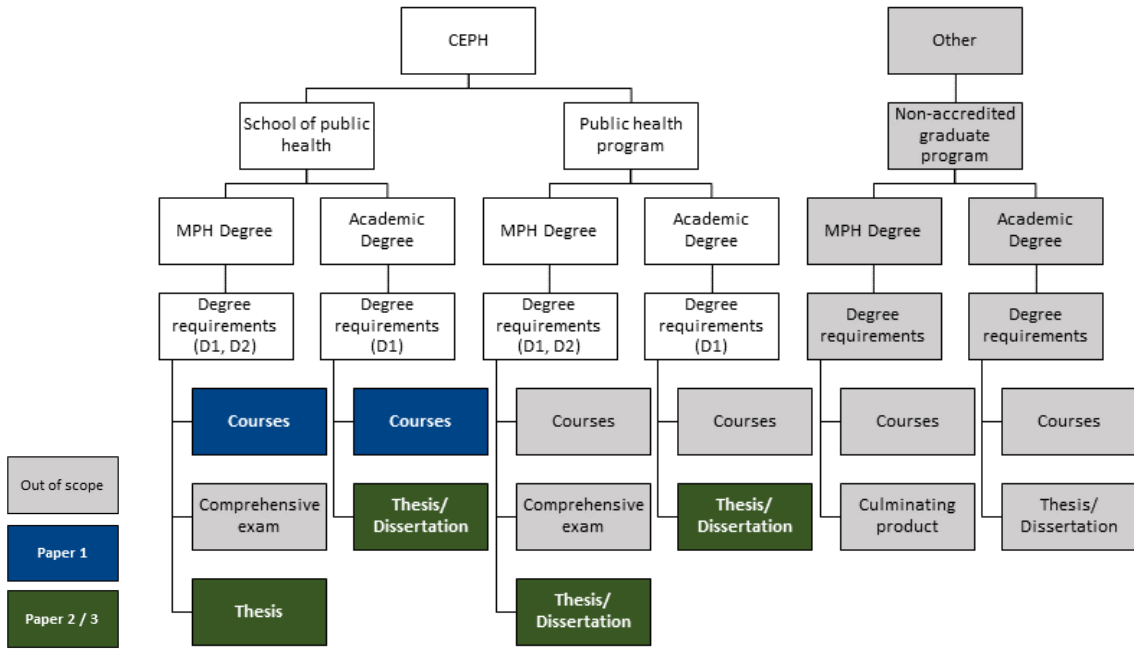 CEPH
Other
School of public
health
Public health
program
Non-accredited
graduate
program
MPH Degree
Academic
Degree
MPH Degree
Academic
Degree
MPH Degree
Academic
Degree
Degree
requirements
(D1, D2)
Degree
requirements
(D1)
Degree
requirements
(D1, D2)
Degree
requirements
(D1)
Degree
requirements
Degree
requirements
Courses
Courses
Courses
Courses
Courses
Courses
Out of scope
Comprehensive
exam
Thesis/
Dissertation
Comprehensive
exam
Thesis/
Dissertation
Culminating
product
Thesis/
Dissertation
Paper 1
Paper 2 / 3
Thesis
Thesis/
Dissertation